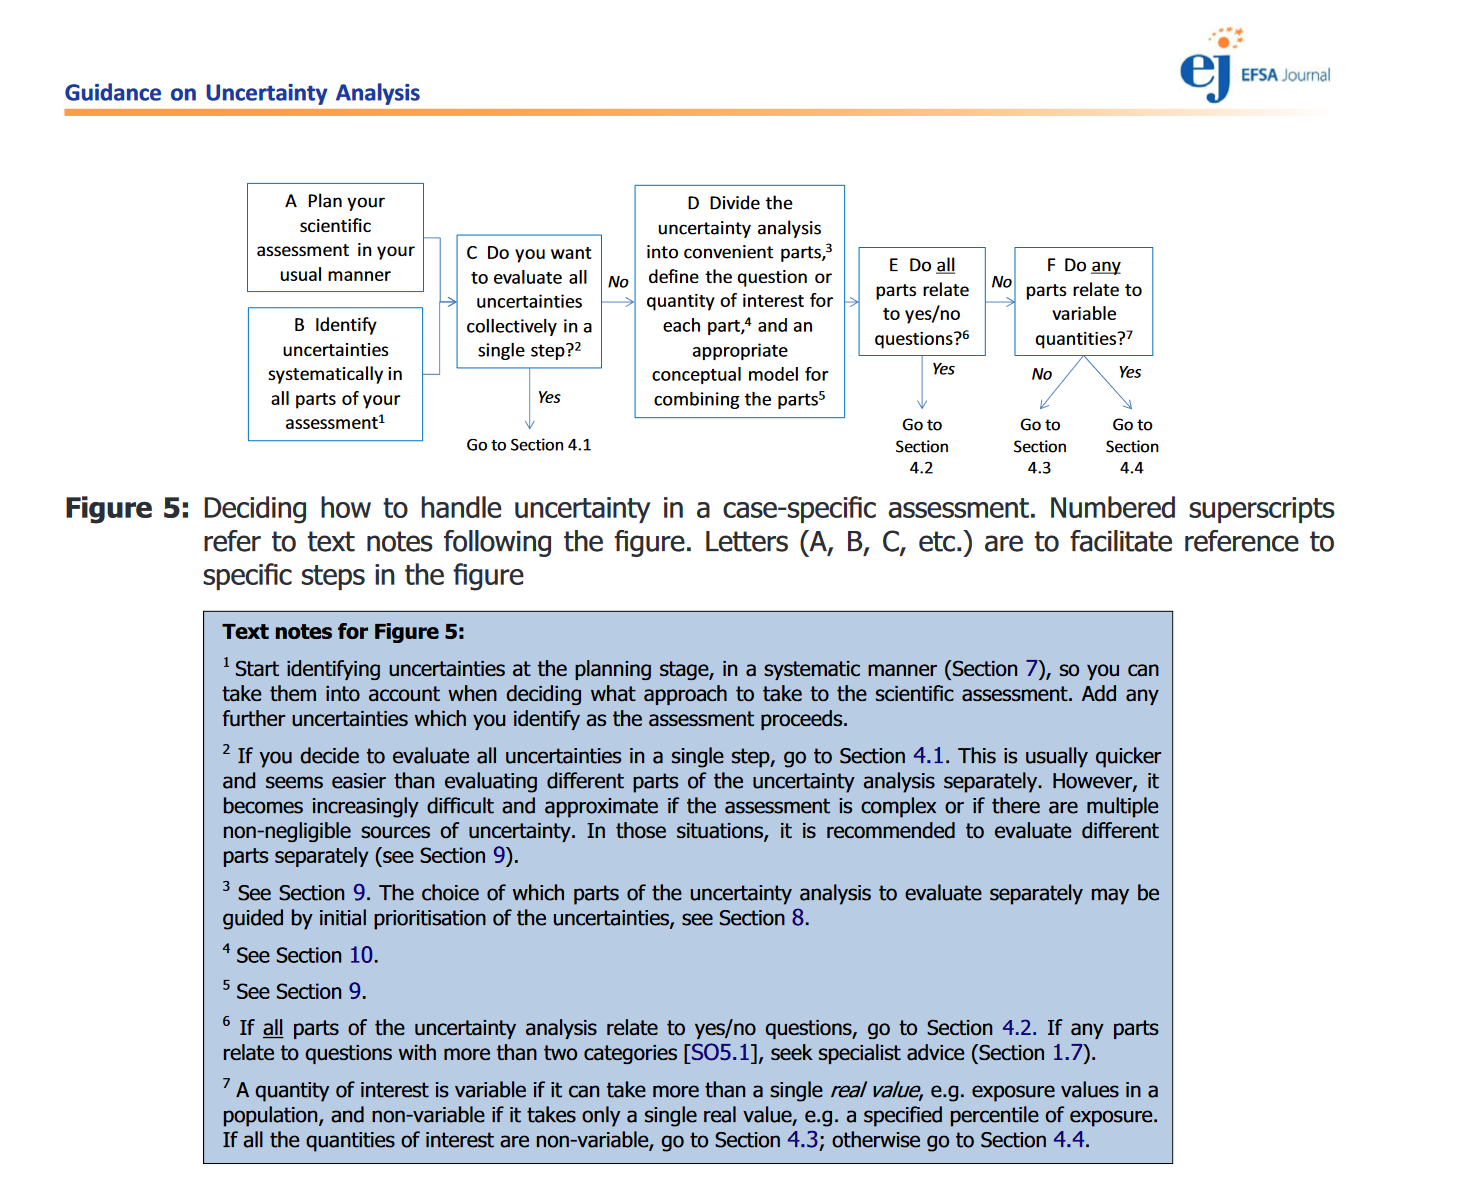 Guidance on Uncertainty Analysis
ej EFSA Journal
A Plan your
scientific
assessment in your
usual manner
B Identify
uncertainties
systematically in
all parts of your
assessment¹
C Do you want
to evaluate all
uncertainties
collectively in a
single step?²
Yes
Go to Section 4.1
No
D Divide the
uncertainty analysis
into convenient parts,³
define the question or
quantity of interest for
each part,⁴ and an
appropriate
conceptual model for
combining the parts⁵
E Do all
parts relate
to yes/no
questions?⁶
Yes
Go to
Section
4.2
No
F Do any
parts relate to
variable
quantities?⁷
No
Go to
Section
4.3
Yes
Go to
Section
4.4
Figure 5: Deciding how to handle uncertainty in a case-specific assessment. Numbered superscripts
refer to text notes following the figure. Letters (A, B, C, etc.) are to facilitate reference to
specific steps in the figure
Text notes for Figure 5:
¹ Start identifying uncertainties at the planning stage, in a systematic manner (Section 7), so you can
take them into account when deciding what approach to take to the scientific assessment. Add any
further uncertainties which you identify as the assessment proceeds.
² If you decide to evaluate all uncertainties in a single step, go to Section 4.1. This is usually quicker
and seems easier than evaluating different parts of the uncertainty analysis separately. However, it
becomes increasingly difficult and approximate if the assessment is complex or if there are multiple
non-negligible sources of uncertainty. In those situations, it is recommended to evaluate different
parts separately (see Section 9).
³ See Section 9. The choice of which parts of the uncertainty analysis to evaluate separately may be
guided by initial prioritisation of the uncertainties, see Section 8.
⁴ See Section 10.
⁵ See Section 9.
⁶ If all parts of the uncertainty analysis relate to yes/no questions, go to Section 4.2. If any parts
relate to questions with more than two categories [SO5.1], seek specialist advice (Section 1.7).
⁷ A quantity of interest is variable if it can take more than a single real value, e.g. exposure values in a
population, and non-variable if it takes only a single real value, e.g. a specified percentile of exposure.
If all the quantities of interest are non-variable, go to Section 4.3; otherwise go to Section 4.4.